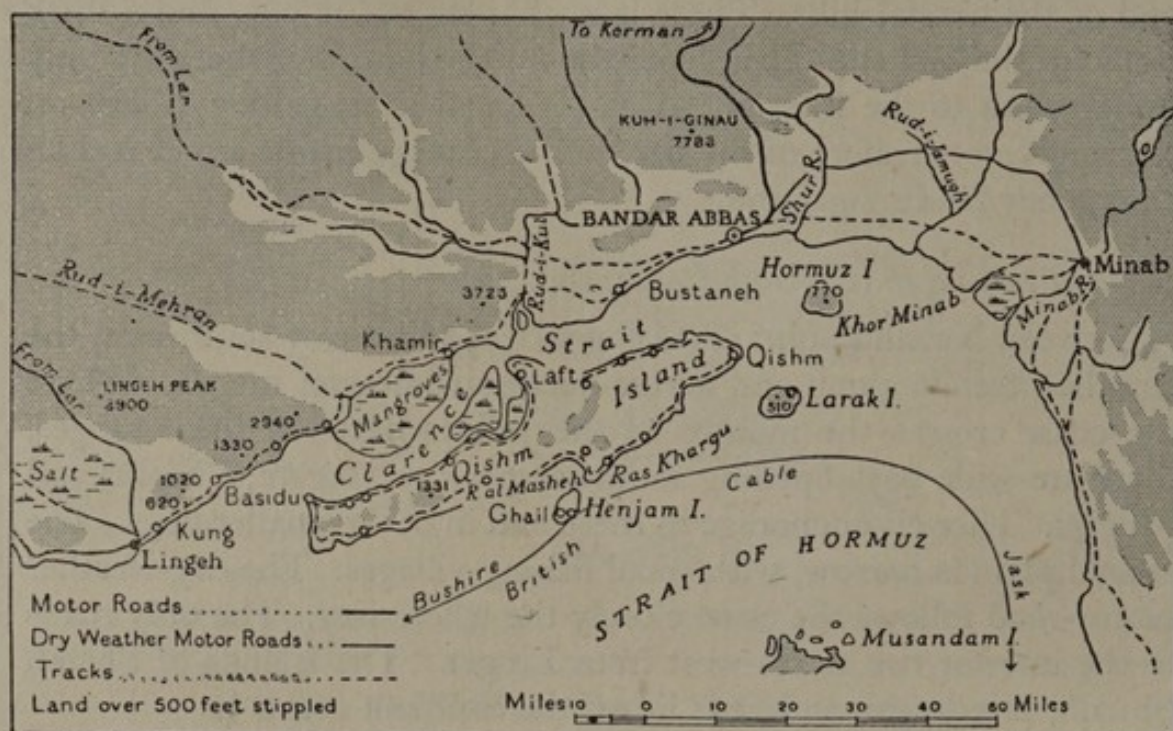 From Lar
To Kerman
KUH-I-GINAU
7783
Rud-i-Jamugh
Shur R.
BANDAR ABBAS
Rud-i-Kul
Minab
Hormuz I
770
Rud-i-Mehran
3723
Bustaneh
Khor Minab
Minab R.
Khamir
Strait
Qishm
From Lar
LINGEH PEAK
4900
Mangroves
Laft
Island
Larak I.
510
2940
1330
Clarence
Salt
1020
Qishm
Ras Khargu
620
Basidu
1331
R al Masheh
Cable
Kung
Ghail
Henjam I.
Lingeh
STRAIT OF HORMUZ
Bushire
British
Jask
Motor Roads
Musandam I.
Dry Weather Motor Roads
Tracks
Land over 500 feet stippled
Miles 10 0 10 20 30 40 50 Miles